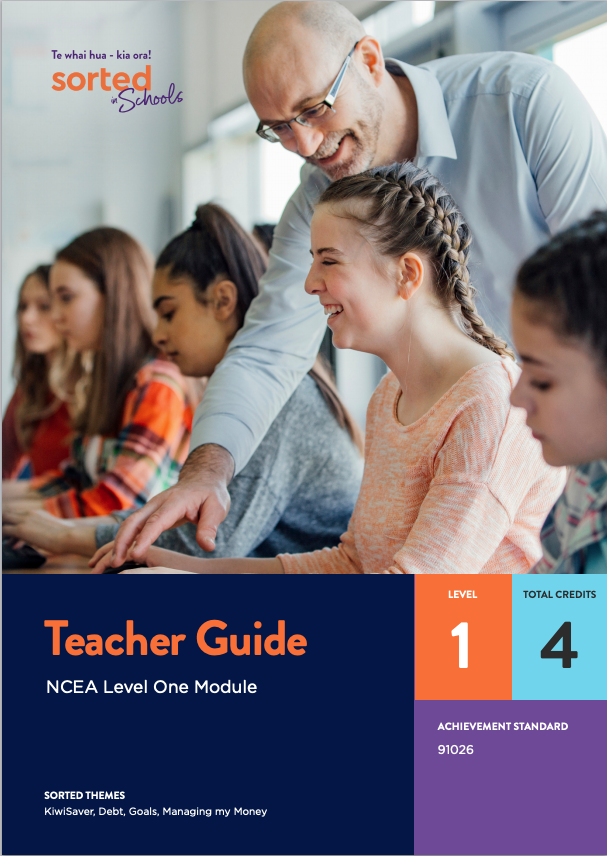 Te whai hua - kia ora!
sorted
in Schools
Teacher Guide
NCEA Level One Module
SORTED THEMES
KiwiSaver, Debt, Goals, Managing my Money
LEVEL
1
TOTAL CREDITS
4
ACHIEVEMENT STANDARD
91026